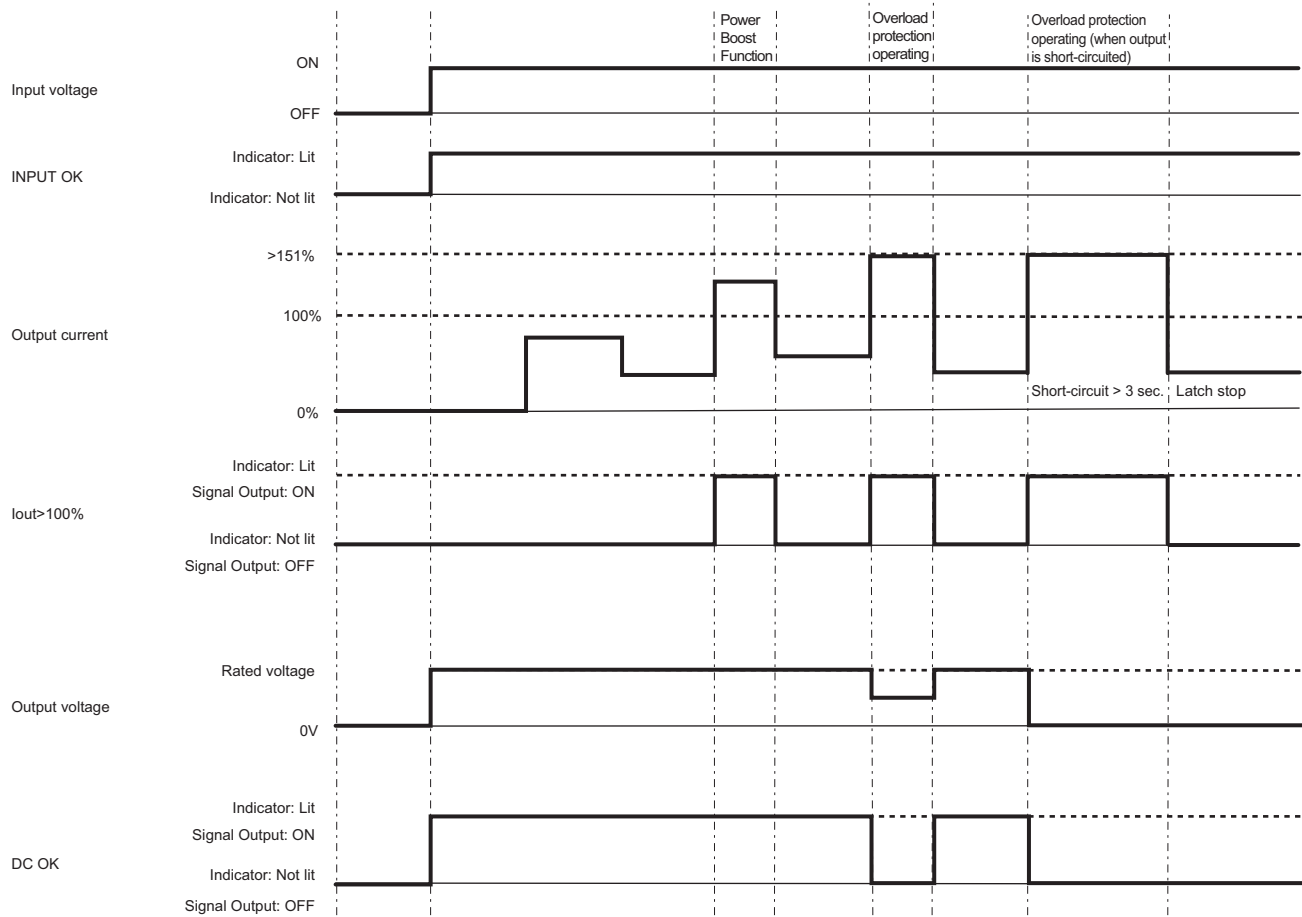 Power
Boost
Function
Overload
protection
operating
Overload protection
operating (when output
is short-circuited)
ON
Input voltage
OFF
Indicator: Lit
INPUT OK
Indicator: Not lit
>151%
100%
Output current
Short-circuit > 3 sec.
Latch stop
0%
Indicator: Lit
Signal Output: ON
Iout>100%
Indicator: Not lit
Signal Output: OFF
Rated voltage
Output voltage
0V
Indicator: Lit
Signal Output: ON
DC OK
Indicator: Not lit
Signal Output: OFF